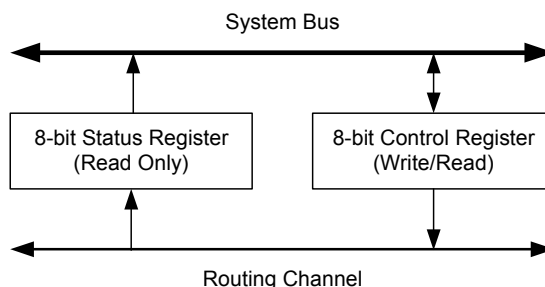 System Bus
8-bit Status Register
(Read Only)
8-bit Control Register
(Write/Read)
Routing Channel